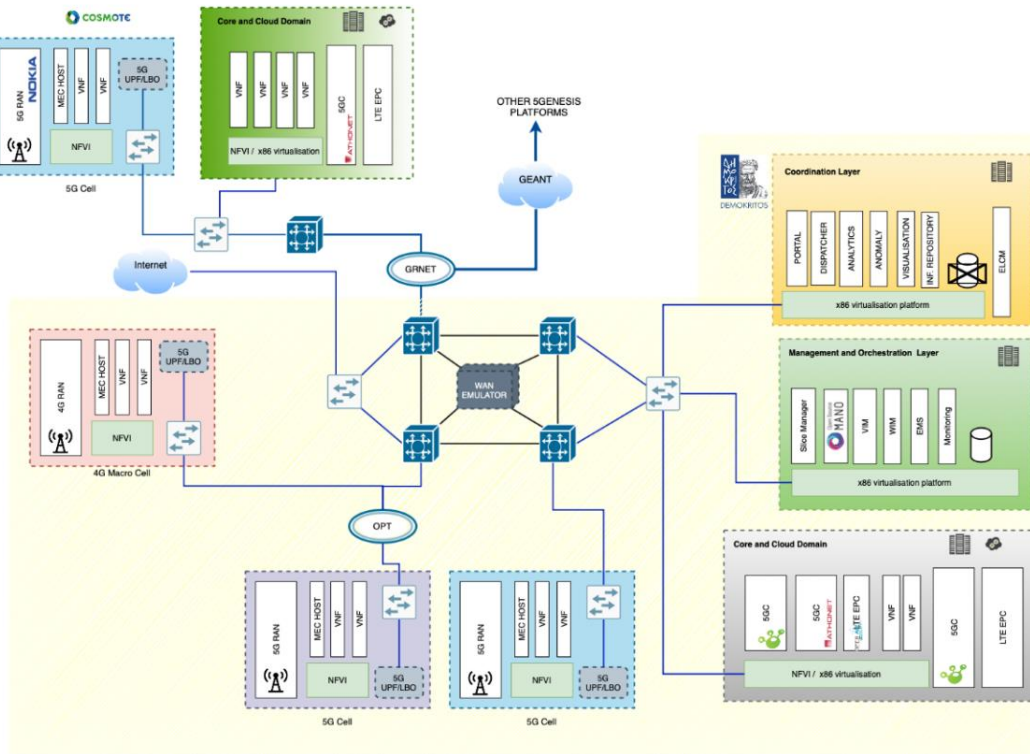 COSMOTE
5G RAN
NOKIA
MEC HOST
VNF
VNF
5G
UPF/LBO
NFVI
5G Cell
Core and Cloud Domain
VNF
VNF
VNF
VNF
5GC
ATHONET
LTE EPC
NFVI / x86 virtualisation
OTHER 5GENESIS
PLATFORMS
GEANT
GRNET
Internet
ΔΗΜΟΚΡΙΤΟΣ
DEMOKRITOS
Coordination Layer
PORTAL
DISPATCHER
ANALYTICS
ANOMALY
VISUALISATION
INF. REPOSITORY
ELCM
x86 virtualisation platform
4G RAN
MEC HOST
VNF
VNF
5G
UPF/LBO
NFVI
4G Macro Cell
WAN
EMULATOR
Management and Orchestration Layer
Slice Manager
Open Source
MANO
VIM
WIM
EMS
Monitoring
x86 virtualisation platform
OPT
5G RAN
MEC HOST
VNF
VNF
NFVI
5G
UPF/LBO
5G Cell
5G RAN
MEC HOST
VNF
VNF
NFVI
5G
UPF/LBO
5G Cell
Core and Cloud Domain
5GC
5GC
ATHONET
LTE EPC
VNF
VNF
5GC
LTE EPC
NFVI / x86 virtualisation